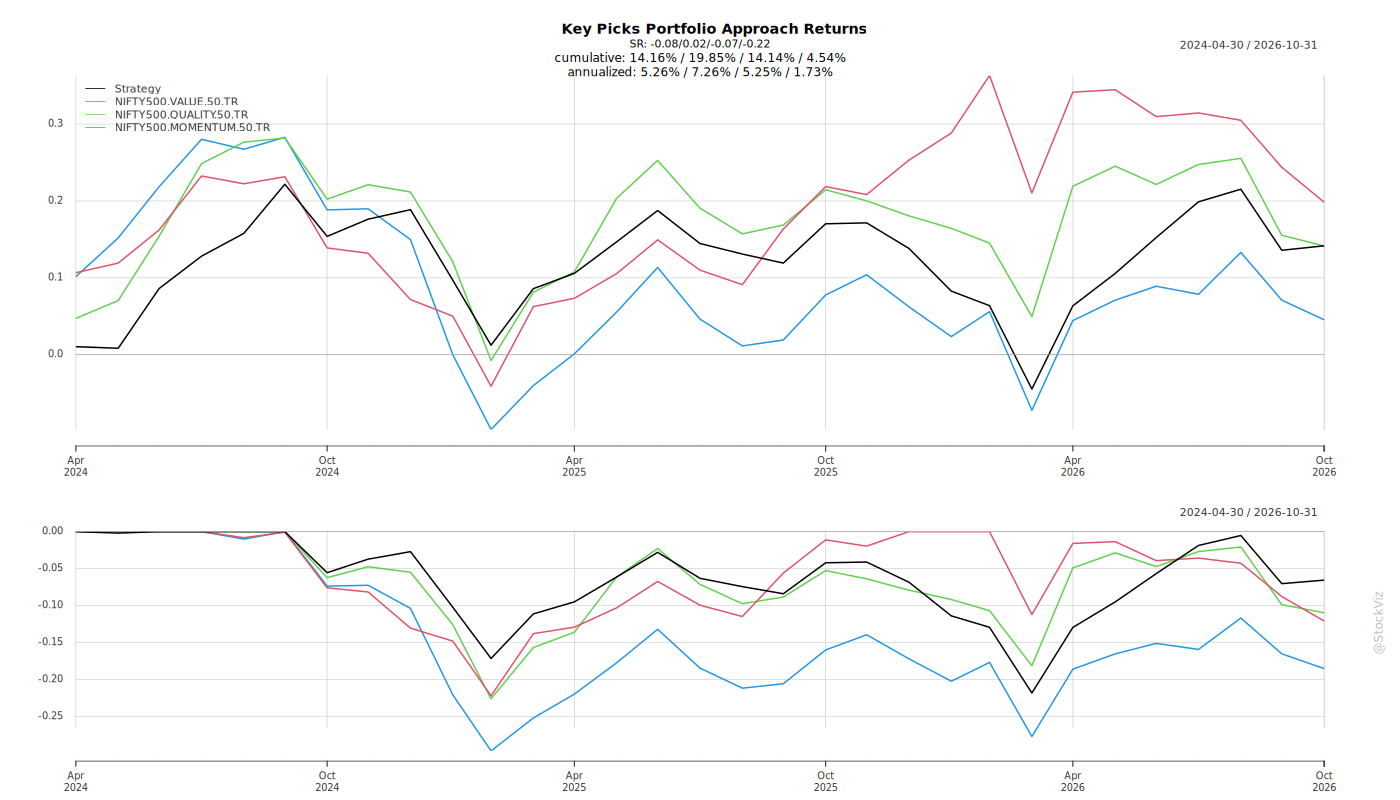 Key Picks Portfolio Approach Returns
SR: -0.08/0.02/-0.07/-0.22
cumulative: 14.16% / 19.85% / 14.14% / 4.54%
annualized: 5.26% / 7.26% / 5.25% / 1.73%
2024-04-30 / 2026-10-31
Strategy
NIFTY500.VALUE.50.TR
NIFTY500.QUALITY.50.TR
NIFTY500.MOMENTUM.50.TR
0.3
0.2
0.1
0.0
Apr 2024
Oct 2024
Apr 2025
Oct 2025
Apr 2026
Oct 2026
2024-04-30 / 2026-10-31
0.00
-0.05
-0.10
-0.15
-0.20
-0.25
Apr 2024
Oct 2024
Apr 2025
Oct 2025
Apr 2026
Oct 2026
@StockViz